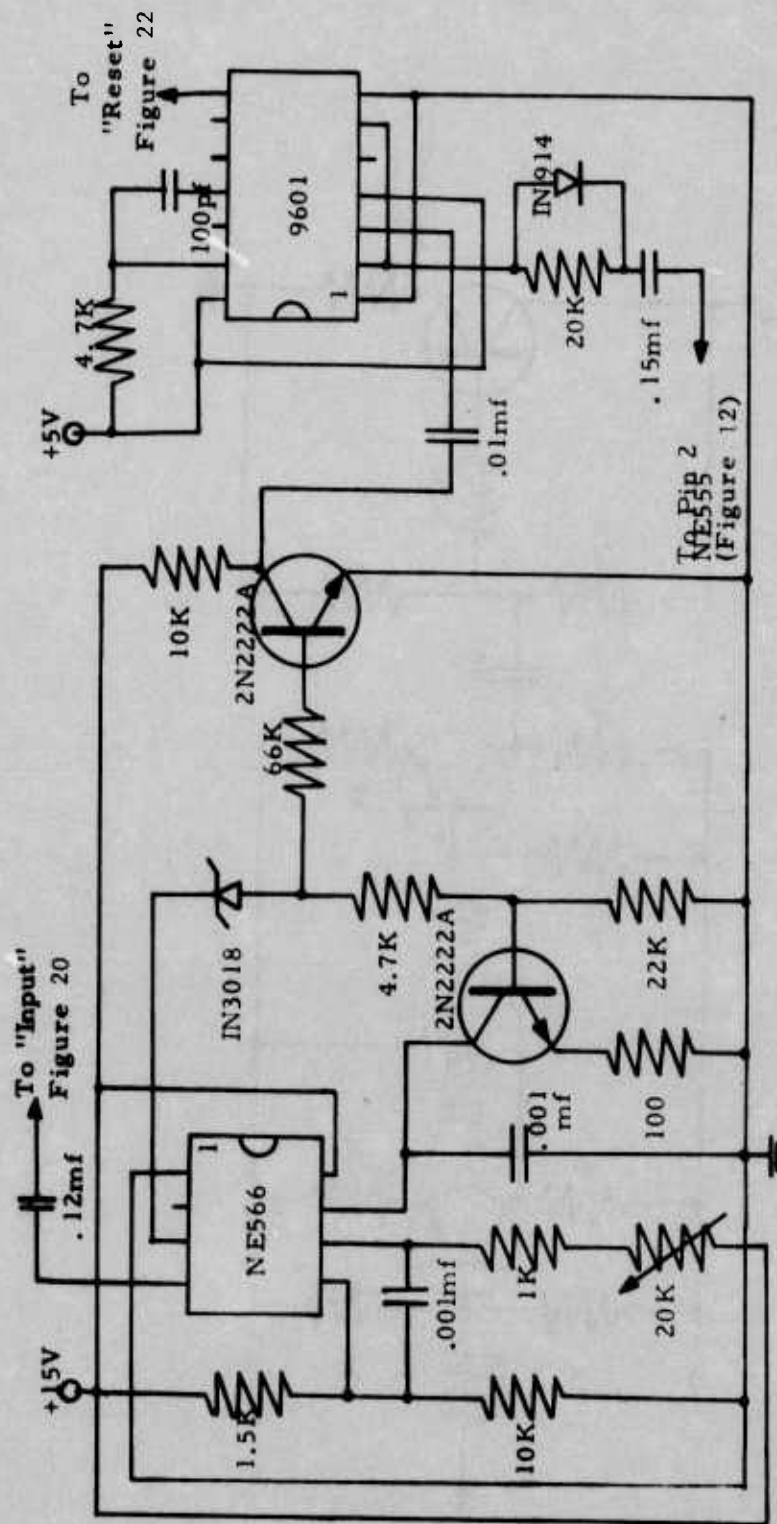 To "Input"
Figure 20
.12mf
+15V
1.5K
NE566
1
.001mf
10K
1K
20K
.001
mf
100
22K
2N2222A
4.7K
IN3018
66K
2N2222A
10K
.01mf
+5V
4.7K
100pf
9601
1
To
"Reset"
Figure 22
IN914
20K
.15mf
To Pin 2
NE555
(Figure 12)